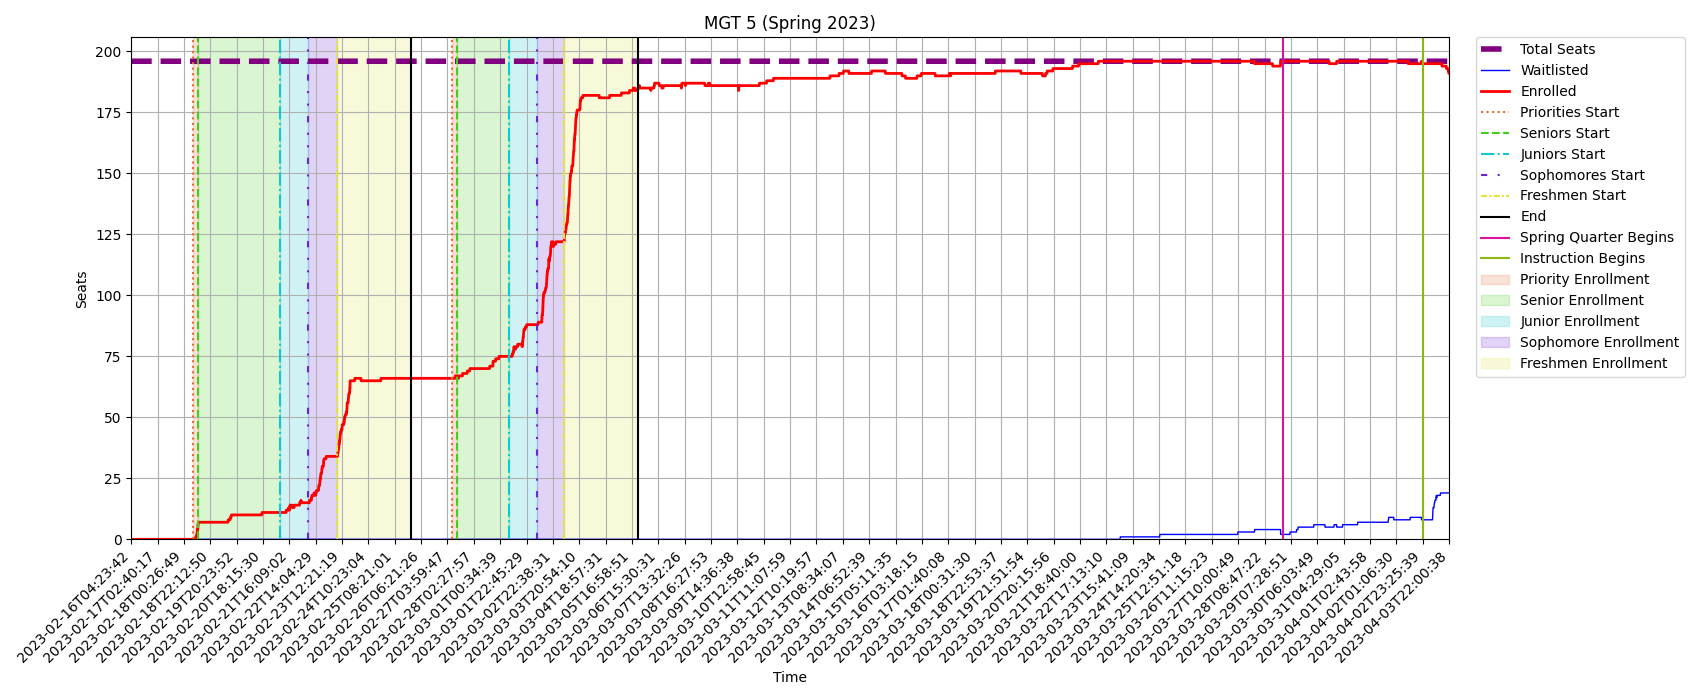 MGT 5 (Spring 2023)
200
175
150
125
100
75
50
25
0
Seats
2023-02-16T04:23:42
2023-02-17T02:40:17
2023-02-18T00:26:49
2023-02-18T22:12:50
2023-02-19T20:23:52
2023-02-20T18:15:30
2023-02-21T16:09:02
2023-02-22T14:04:29
2023-02-23T12:21:19
2023-02-24T10:23:04
2023-02-25T08:21:01
2023-02-26T06:21:26
2023-02-27T03:59:47
2023-02-28T02:27:57
2023-03-01T00:34:39
2023-03-01T22:45:29
2023-03-02T22:38:31
2023-03-03T20:54:10
2023-03-04T18:57:31
2023-03-05T16:58:51
2023-03-06T15:30:31
2023-03-07T13:32:26
2023-03-08T16:27:53
2023-03-09T14:36:38
2023-03-10T12:58:45
2023-03-11T11:07:59
2023-03-12T10:19:57
2023-03-13T08:34:07
2023-03-14T06:52:39
2023-03-15T05:11:35
2023-03-16T03:18:15
2023-03-17T01:40:08
2023-03-18T00:31:30
2023-03-18T22:53:37
2023-03-19T21:51:54
2023-03-20T20:15:56
2023-03-21T18:40:00
2023-03-22T17:13:10
2023-03-23T15:41:09
2023-03-24T14:20:34
2023-03-25T12:51:18
2023-03-26T11:15:23
2023-03-27T10:00:49
2023-03-28T08:47:22
2023-03-29T07:28:51
2023-03-30T06:03:49
2023-03-31T04:29:05
2023-04-01T02:43:58
2023-04-02T01:06:30
2023-04-02T23:25:39
2023-04-03T22:00:38
Time
Total Seats
Waitlisted
Enrolled
Priorities Start
Seniors Start
Juniors Start
Sophomores Start
Freshmen Start
End
Spring Quarter Begins
Instruction Begins
Priority Enrollment
Senior Enrollment
Junior Enrollment
Sophomore Enrollment
Freshmen Enrollment